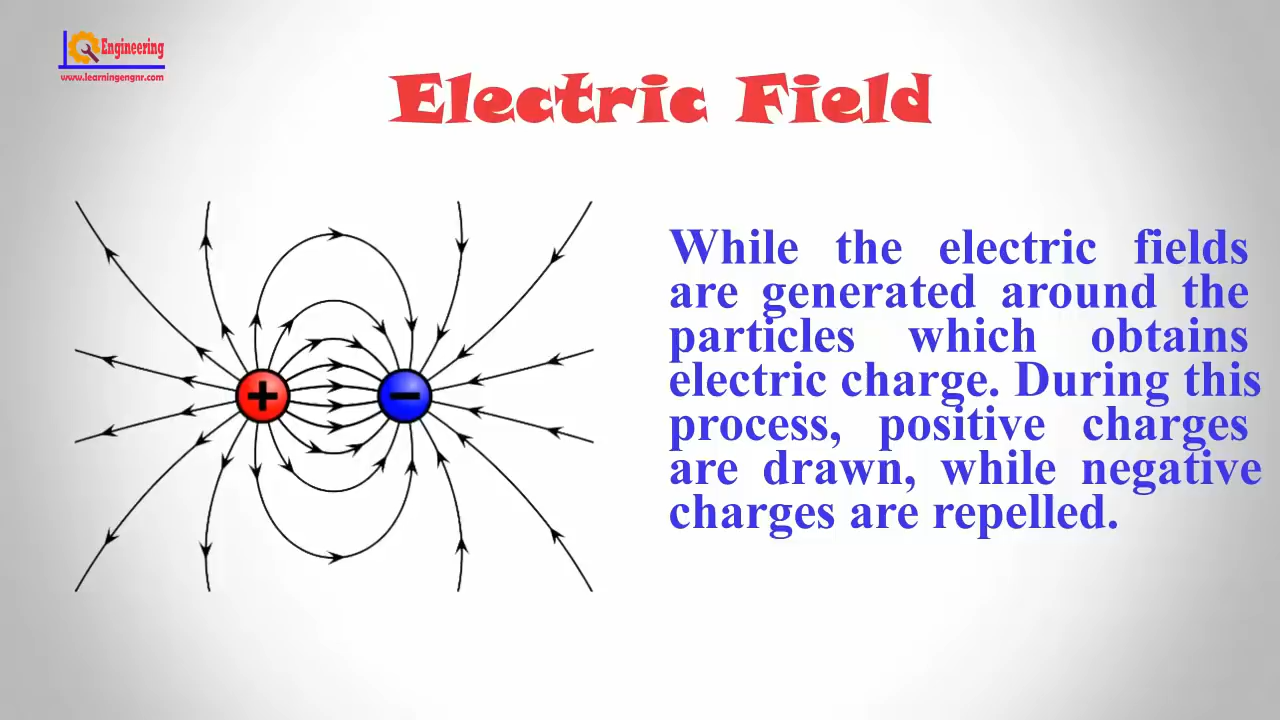 Engineering
www.learningengnr.com
Electric Field
While the electric fields
are generated around the
particles which obtains
electric charge. During this
process, positive charges
are drawn, while negative
charges are repelled.
+
−